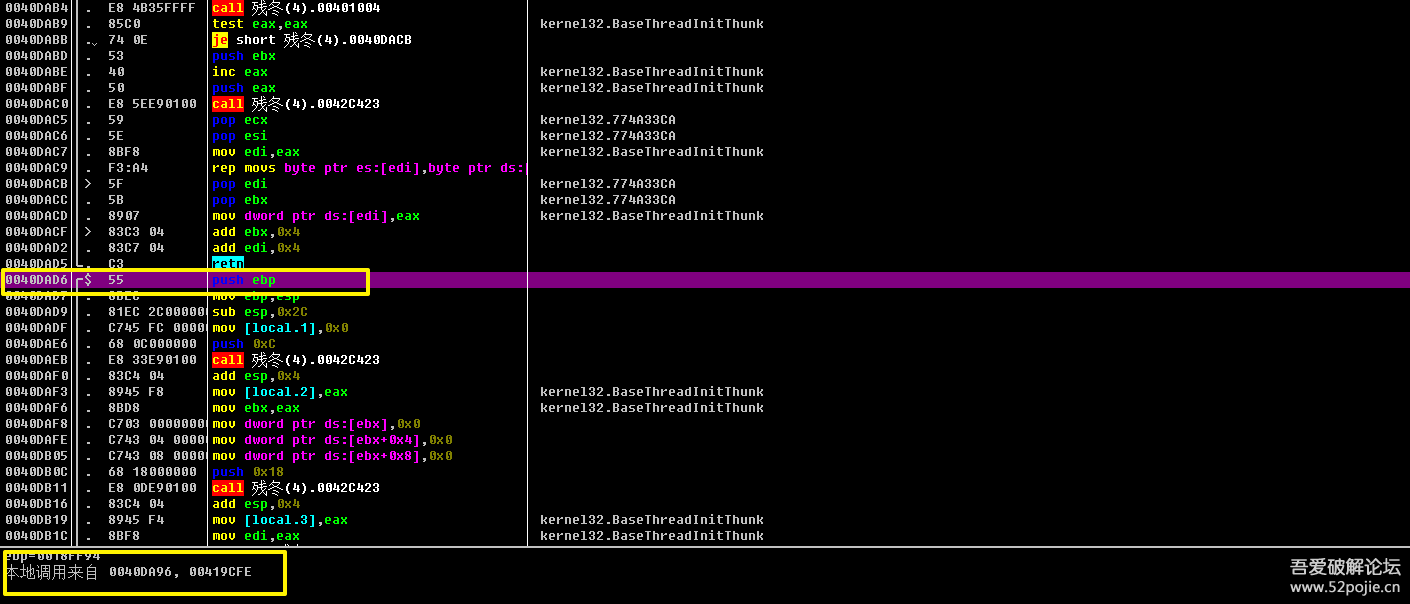 0040DAB4 . E8 4B35FFFF call 残冬(4).00401004
0040DAB9 . 85C0 test eax,eax kernel32.BaseThreadInitThunk
0040DABB . 74 0E je short 残冬(4).0040DACB
0040DABD . 53 push ebx
0040DABE . 40 inc eax kernel32.BaseThreadInitThunk
0040DABF . 50 push eax kernel32.BaseThreadInitThunk
0040DAC0 . E8 5EE90100 call 残冬(4).0042C423
0040DAC5 . 59 pop ecx kernel32.774A33CA
0040DAC6 . 5E pop esi kernel32.774A33CA
0040DAC7 . 8BF8 mov edi,eax kernel32.BaseThreadInitThunk
0040DAC9 . F3:A4 rep movs byte ptr es:[edi],byte ptr ds:[
0040DACB > 5F pop edi kernel32.774A33CA
0040DACC . 5B pop ebx kernel32.774A33CA
0040DACD . 8907 mov dword ptr ds:[edi],eax kernel32.BaseThreadInitThunk
0040DACF > 83C3 04 add ebx,0x4
0040DAD2 . 83C7 04 add edi,0x4
0040DAD5 . C3 retn
0040DAD6 $ 55 push ebp
0040DAD7 . 8BEC mov ebp,esp
0040DAD9 . 81EC 2C00000 sub esp,0x2C
0040DADF . C745 FC 0000 mov [local.1],0x0
0040DAE6 . 68 0C000000 push 0xC
0040DAEB . E8 33E90100 call 残冬(4).0042C423
0040DAF0 . 83C4 04 add esp,0x4
0040DAF3 . 8945 F8 mov [local.2],eax kernel32.BaseThreadInitThunk
0040DAF6 . 8BD8 mov ebx,eax kernel32.BaseThreadInitThunk
0040DAF8 . C703 0000000 mov dword ptr ds:[ebx],0x0
0040DAFE . C743 04 0000 mov dword ptr ds:[ebx+0x4],0x0
0040DB05 . C743 08 0000 mov dword ptr ds:[ebx+0x8],0x0
0040DB0C . 68 18000000 push 0x18
0040DB11 . E8 0DE90100 call 残冬(4).0042C423
0040DB16 . 83C4 04 add esp,0x4
0040DB19 . 8945 F4 mov [local.3],eax kernel32.BaseThreadInitThunk
0040DB1C . 8BF8 mov edi,eax kernel32.BaseThreadInitThunk
ebp=0018FF94
本地调用来自 0040DA96, 00419CFE
吾爱破解论坛
www.52pojie.cn